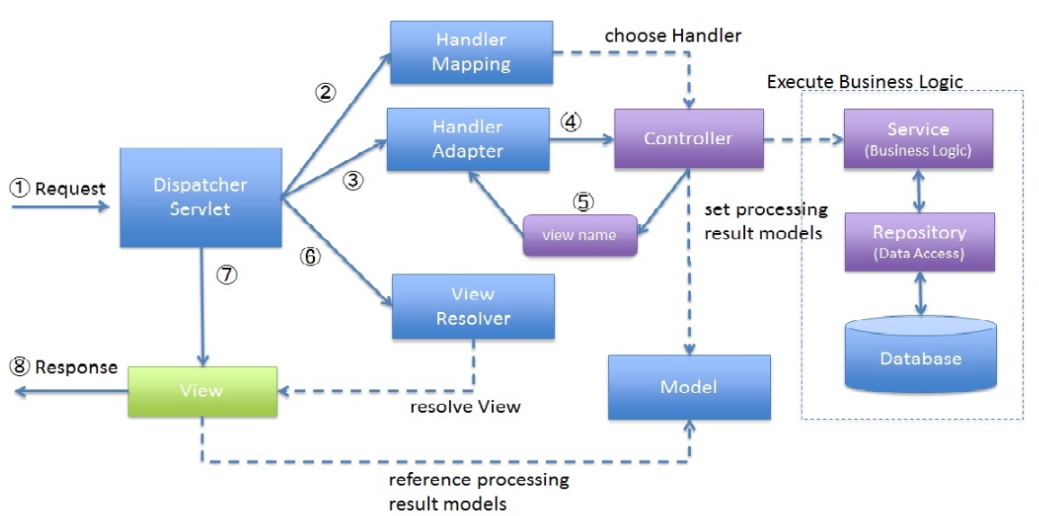 ① Request
Dispatcher
Servlet
②
Handler
Mapping
choose Handler
③
Handler
Adapter
④
Controller
Execute Business Logic
Service
(Business Logic)
Repository
(Data Access)
Database
⑤
view name
set processing
result models
⑥
View
Resolver
⑦
resolve View
Model
⑧ Response
View
reference processing
result models